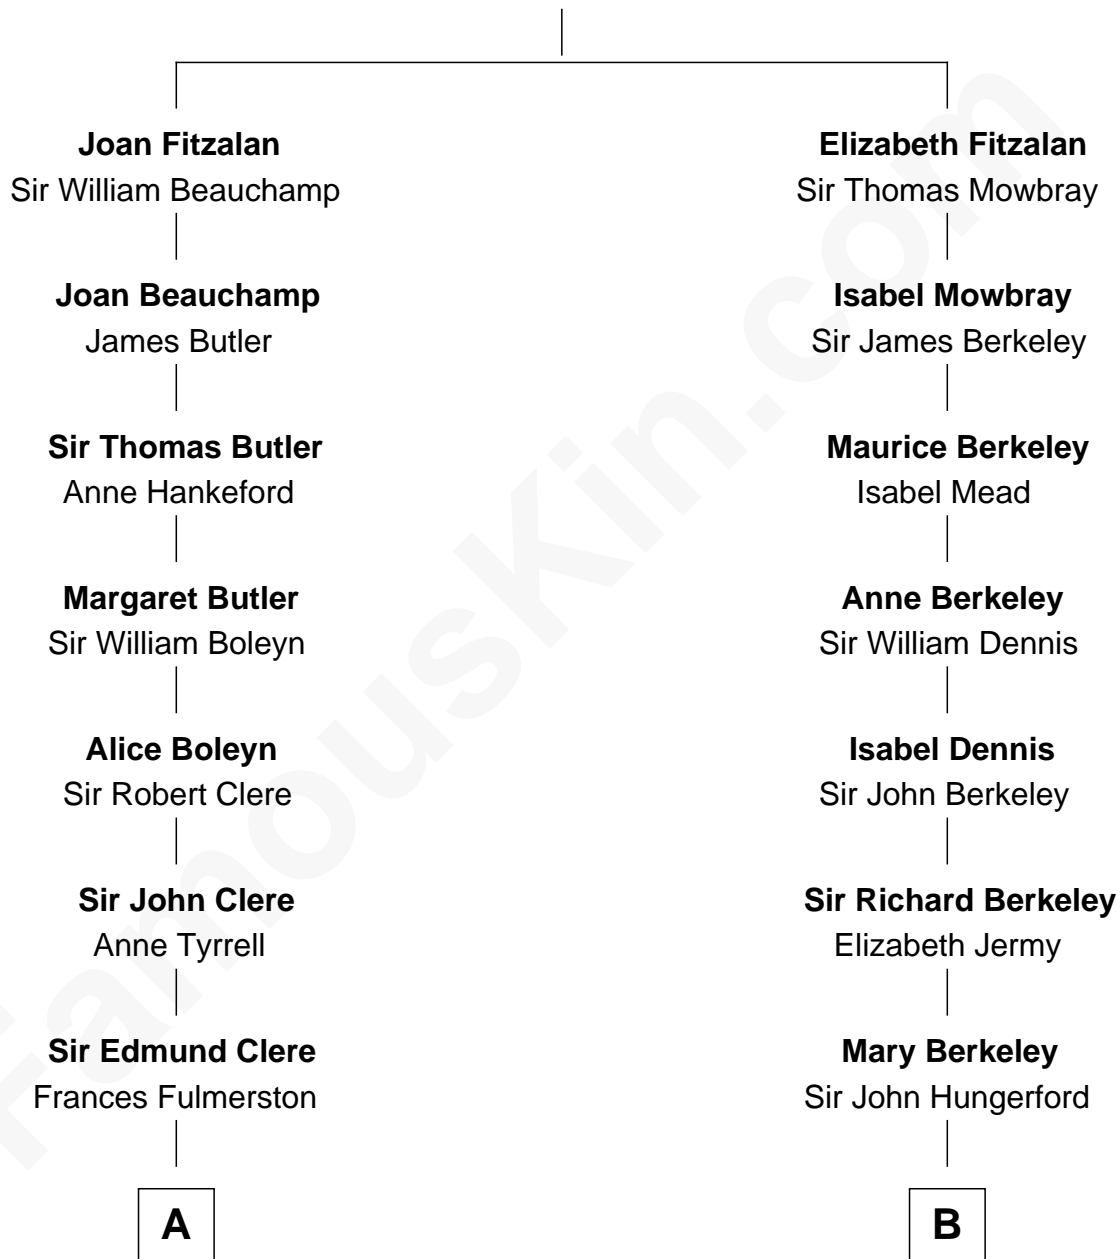 Joan Fitzalan
Sir William Beauchamp
Elizabeth Fitzalan
Sir Thomas Mowbray
Joan Beauchamp
James Butler
Isabel Mowbray
Sir James Berkeley
Sir Thomas Butler
Anne Hankeford
Maurice Berkeley
Isabel Mead
Margaret Butler
Sir William Boleyn
Anne Berkeley
Sir William Dennis
Alice Boleyn
Sir Robert Clere
Isabel Dennis
Sir John Berkeley
Sir John Clere
Anne Tyrrell
Sir Richard Berkeley
Elizabeth Jermy
Sir Edmund Clere
Frances Fulmerston
Mary Berkeley
Sir John Hungerford
A
B
FamousKin.com